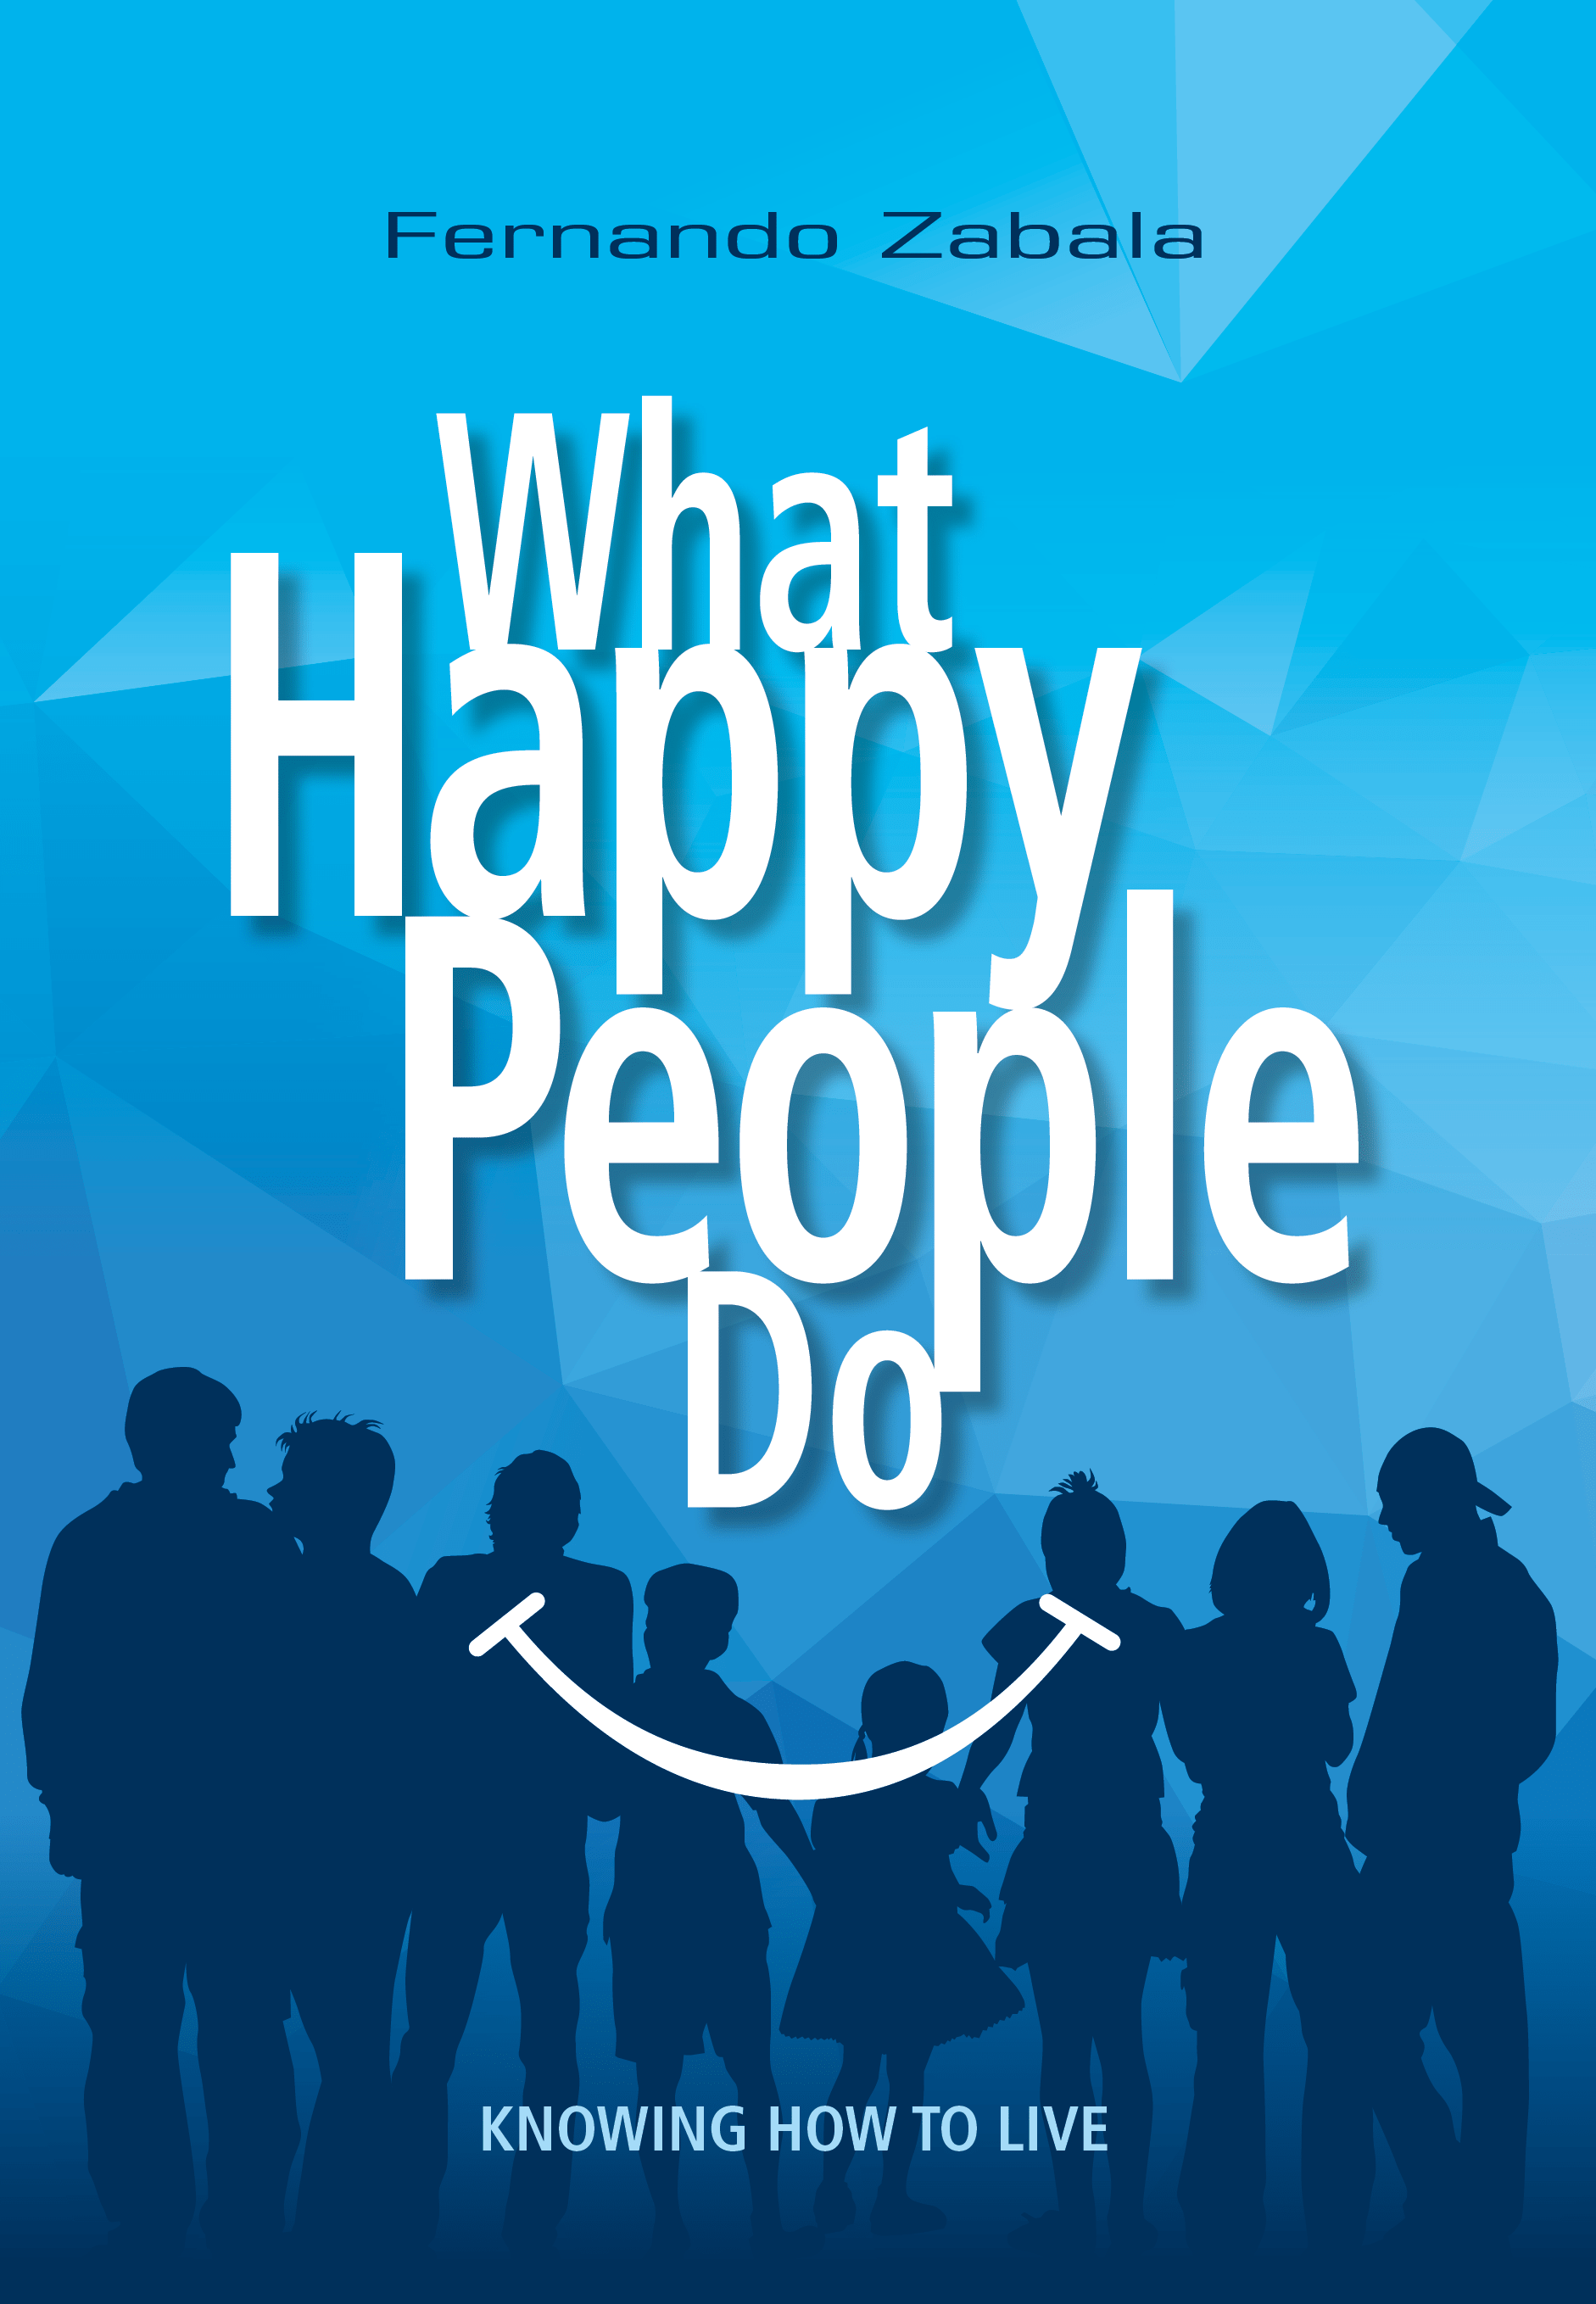 Fernando Zabala
What
Happy
People
Do
KNOWING HOW TO LIVE